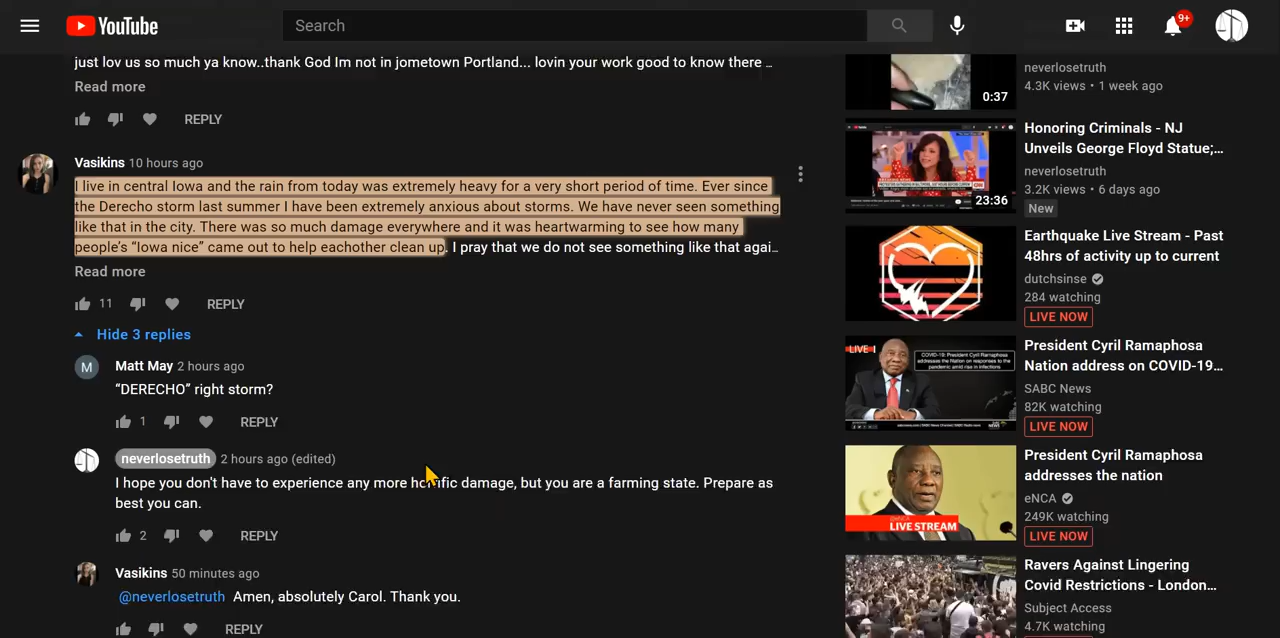 YouTube
Search
9+
just lov us so much ya know..thank God Im not in jometown Portland... lovin your work good to know there ...
Read more
REPLY
Vasikins 10 hours ago
I live in central Iowa and the rain from today was extremely heavy for a very short period of time. Ever since
the Derecho storm last summer I have been extremely anxious about storms. We have never seen something
like that in the city. There was so much damage everywhere and it was heartwarming to see how many
people's “Iowa nice” came out to help eachother clean up. I pray that we do not see something like that agai...
Read more
11 REPLY
Hide 3 replies
M
Matt May 2 hours ago
“DERECHO” right storm?
1 REPLY
neverlosetruth 2 hours ago (edited)
I hope you don't have to experience any more horrific damage, but you are a farming state. Prepare as
best you can.
2 REPLY
Vasikins 50 minutes ago
@neverlosetruth Amen, absolutely Carol. Thank you.
REPLY
0:37
neverlosetruth
4.3K views • 1 week ago
23:36
Honoring Criminals - NJ
Unveils George Floyd Statue;...
neverlosetruth
3.2K views • 6 days ago
New
Earthquake Live Stream - Past
48hrs of activity up to current
dutchsinse
284 watching
LIVE NOW
LIVE
President Cyril Ramaphosa
Nation address on COVID-19...
SABC News
82K watching
LIVE NOW
LIVE STREAM
President Cyril Ramaphosa
addresses the nation
eNCA
249K watching
LIVE NOW
Ravers Against Lingering
Covid Restrictions - London...
Subject Access
4.7K watching